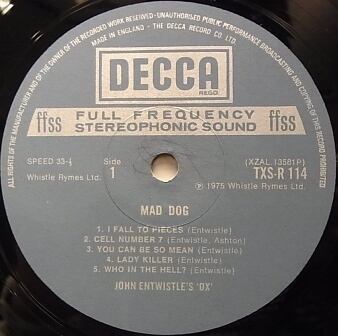 ALL RIGHTS OF THE MANUFACTURER AND OF THE OWNER OF THE RECORDED WORK RESERVED · UNAUTHORISED PUBLIC PERFORMANCE BROADCASTING AND COPYING OF THIS RECORD PROHIBITED
MADE IN ENGLAND · THE DECCA RECORD CO LTD
DECCA
REGD
ffss FULL FREQUENCY ffss
STEREOPHONIC SOUND
SPEED 33⅓ Side (XZAL 13581P)
1 TXS-R 114
Whistle Rymes Ltd. ℗ 1975 Whistle Rymes Ltd.
MAD DOG
1. I FALL TO PIECES (Entwistle)
2. CELL NUMBER 7 (Entwistle, Ashton)
3. YOU CAN BE SO MEAN (Entwistle)
4. LADY KILLER (Entwistle)
5. WHO IN THE HELL? (Entwistle)
JOHN ENTWISTLE'S 'OX'